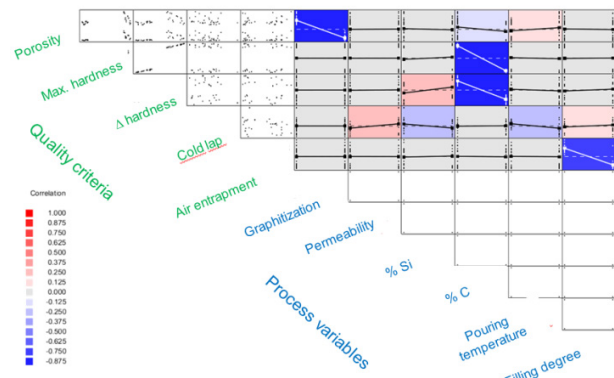 Porosity
Max. hardness
Δ hardness
Cold lap
Air entrapment
Quality criteria
Graphitization
Permeability
% Si
% C
Pouring
temperature
Filling degree
Process variables
Correlation
1.000
0.875
0.750
0.625
0.500
0.375
0.250
0.125
0.000
-0.125
-0.250
-0.375
-0.500
-0.625
-0.750
-0.875